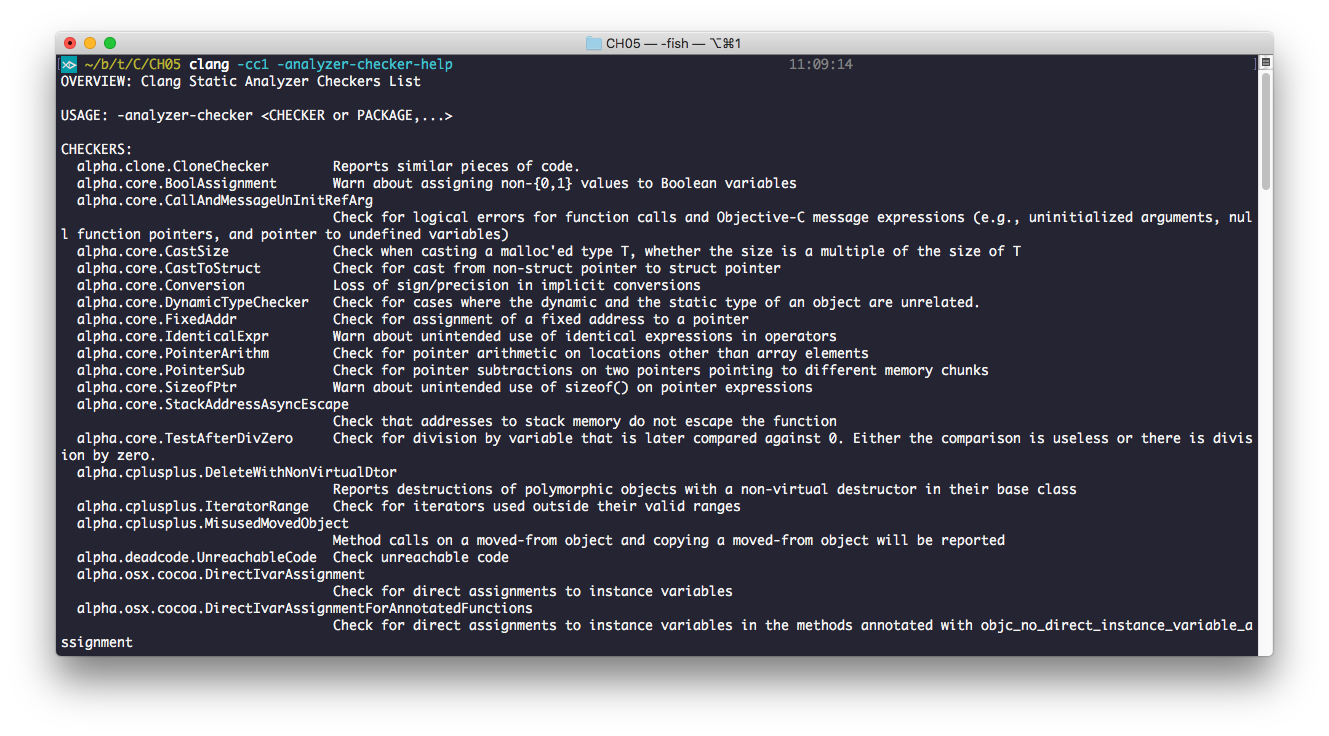 CH05 — -fish — ⌥⌘1
~/b/t/C/CH05 clang -cc1 -analyzer-checker-help 11:09:14
OVERVIEW: Clang Static Analyzer Checkers List
USAGE: -analyzer-checker <CHECKER or PACKAGE,...>
CHECKERS:
alpha.clone.CloneChecker Reports similar pieces of code.
alpha.core.BoolAssignment Warn about assigning non-{0,1} values to Boolean variables
alpha.core.CallAndMessageUnInitRefArg
Check for logical errors for function calls and Objective-C message expressions (e.g., uninitialized arguments, nul
l function pointers, and pointer to undefined variables)
alpha.core.CastSize Check when casting a malloc'ed type T, whether the size is a multiple of the size of T
alpha.core.CastToStruct Check for cast from non-struct pointer to struct pointer
alpha.core.Conversion Loss of sign/precision in implicit conversions
alpha.core.DynamicTypeChecker Check for cases where the dynamic and the static type of an object are unrelated.
alpha.core.FixedAddr Check for assignment of a fixed address to a pointer
alpha.core.IdenticalExpr Warn about unintended use of identical expressions in operators
alpha.core.PointerArithm Check for pointer arithmetic on locations other than array elements
alpha.core.PointerSub Check for pointer subtractions on two pointers pointing to different memory chunks
alpha.core.SizeofPtr Warn about unintended use of sizeof() on pointer expressions
alpha.core.StackAddressAsyncEscape
Check that addresses to stack memory do not escape the function
alpha.core.TestAfterDivZero Check for division by variable that is later compared against 0. Either the comparison is useless or there is divis
ion by zero.
alpha.cplusplus.DeleteWithNonVirtualDtor
Reports destructions of polymorphic objects with a non-virtual destructor in their base class
alpha.cplusplus.IteratorRange Check for iterators used outside their valid ranges
alpha.cplusplus.MisusedMovedObject
Method calls on a moved-from object and copying a moved-from object will be reported
alpha.deadcode.UnreachableCode Check unreachable code
alpha.osx.cocoa.DirectIvarAssignment
Check for direct assignments to instance variables
alpha.osx.cocoa.DirectIvarAssignmentForAnnotatedFunctions
Check for direct assignments to instance variables in the methods annotated with objc_no_direct_instance_variable_a
ssignment